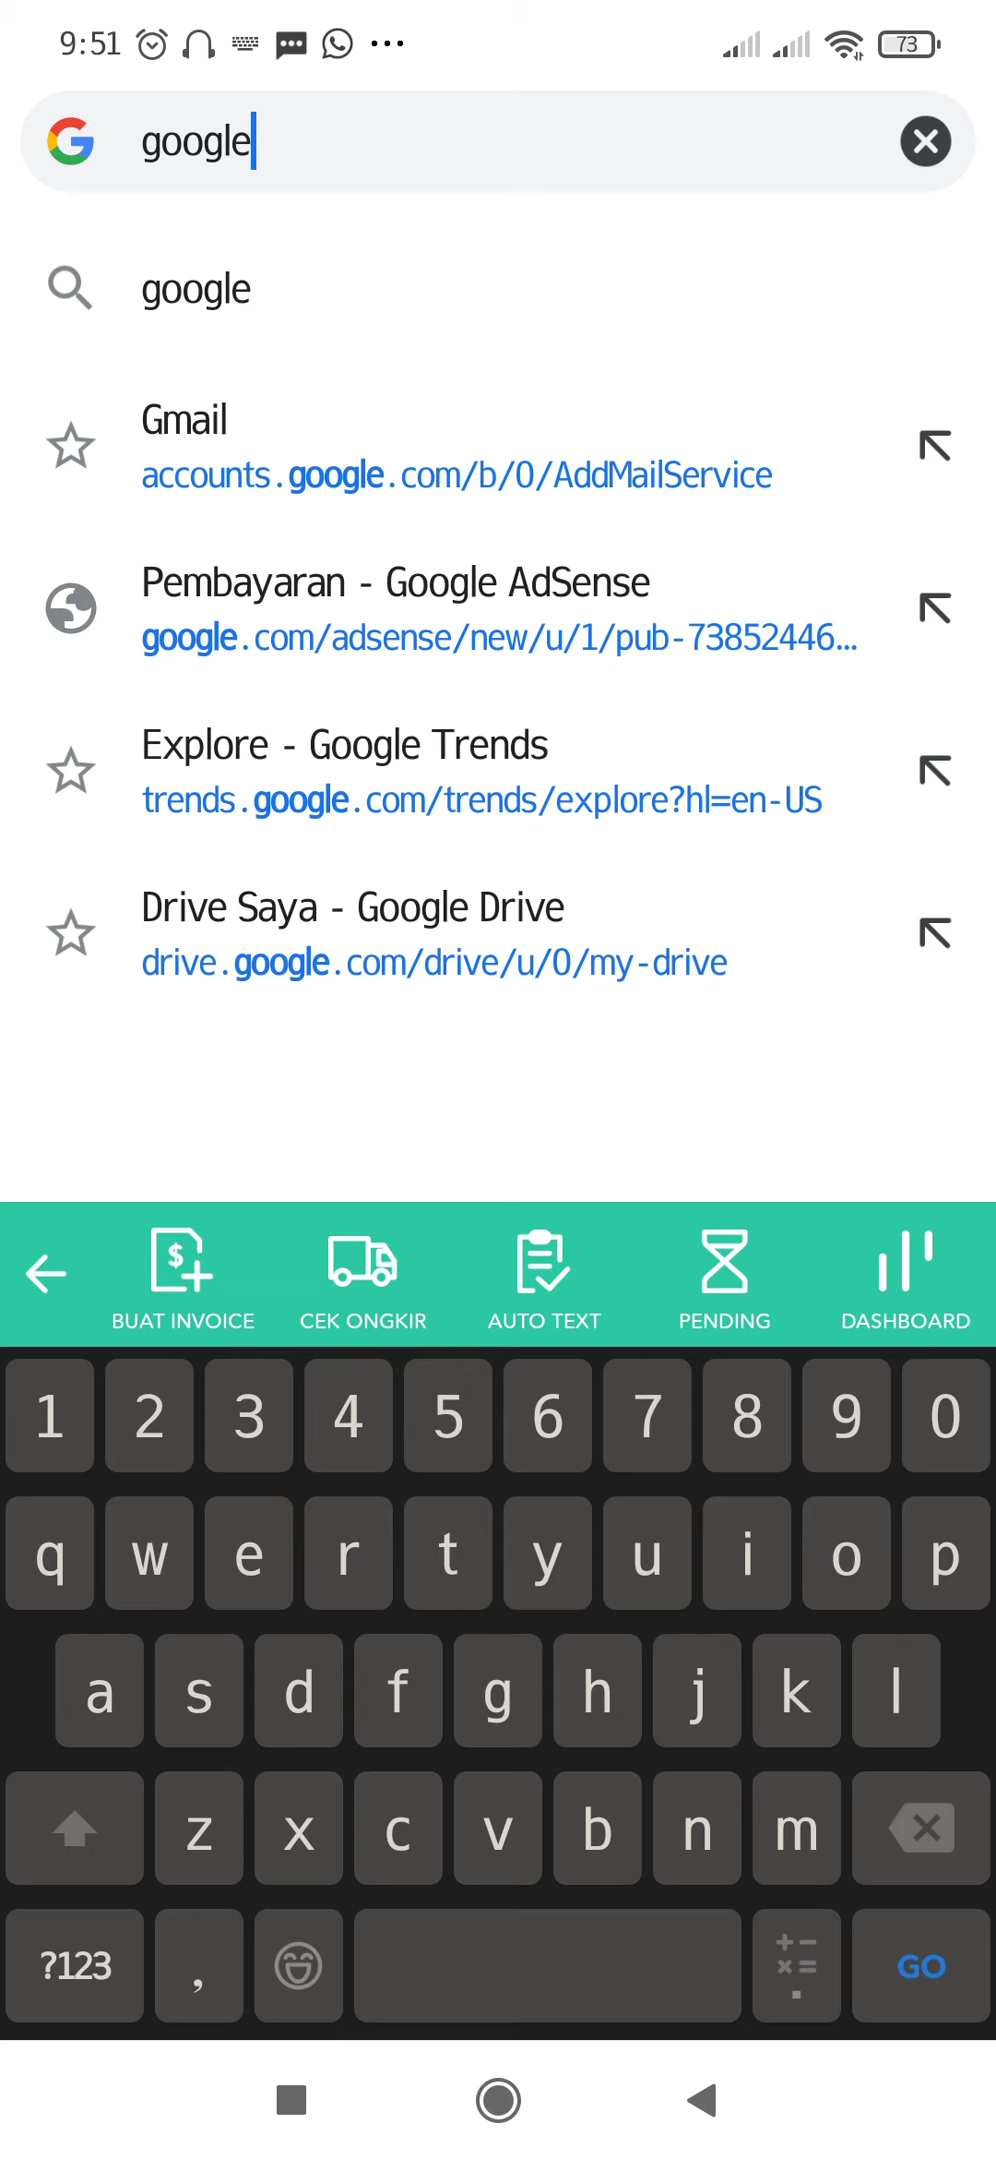 9:51
73
google
google
Gmail
accounts.google.com/b/0/AddMailService
Pembayaran - Google AdSense
google.com/adsense/new/u/1/pub-73852446...
Explore - Google Trends
trends.google.com/trends/explore?hl=en-US
Drive Saya - Google Drive
drive.google.com/drive/u/0/my-drive
BUAT INVOICE CEK ONGKIR AUTO TEXT PENDING DASHBOARD
1 2 3 4 5 6 7 8 9 0
q w e r t y u i o p
a s d f g h j k l
z x c v b n m
?123 , + - × = . GO